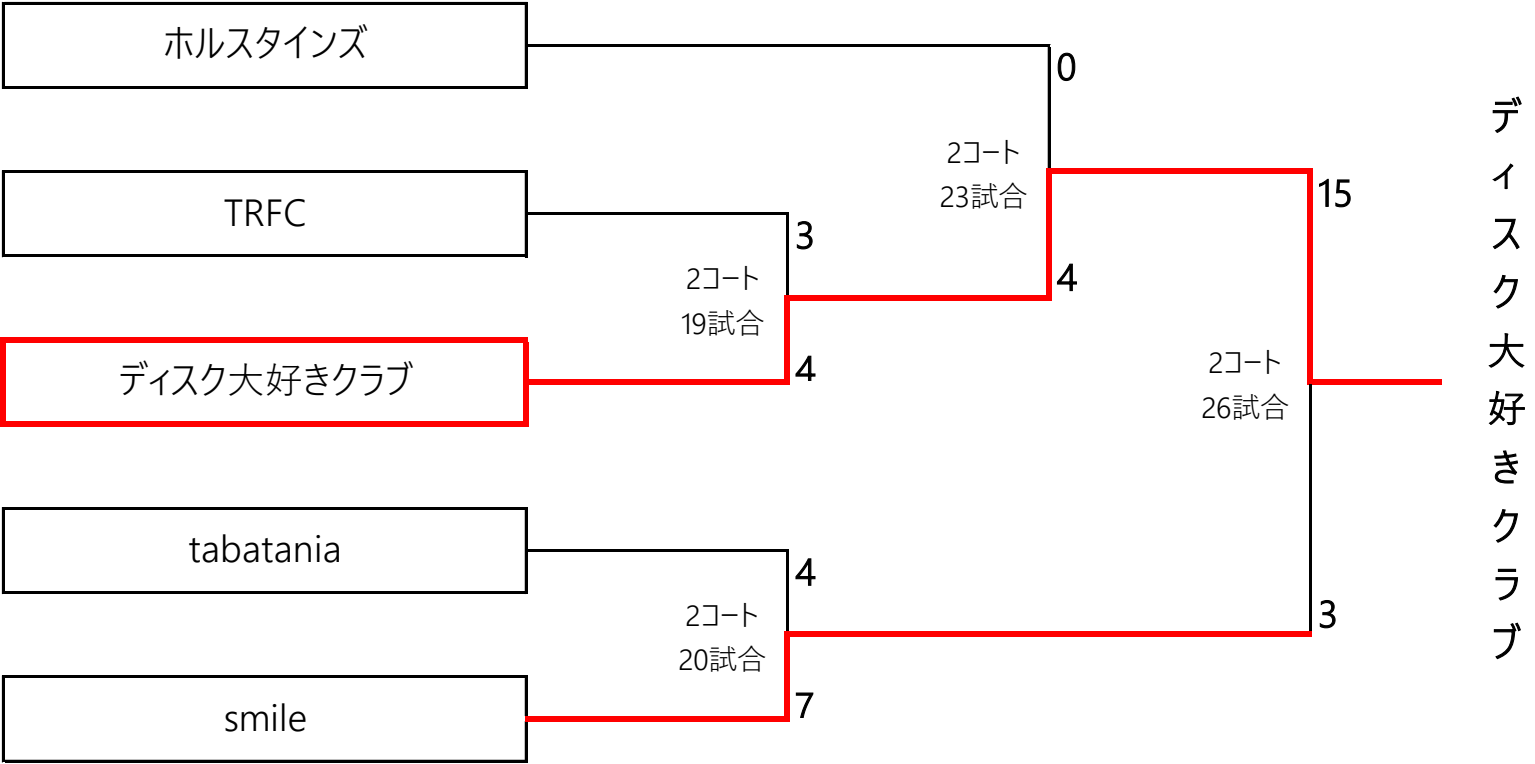 ホルスタインズ
0
2コート
23試合
15
TRFC
3
2コート
19試合
4
4
ディスク大好きクラブ
2コート
26試合
tabatania
4
2コート
20試合
3
7
smile
ディスク大好きクラブ